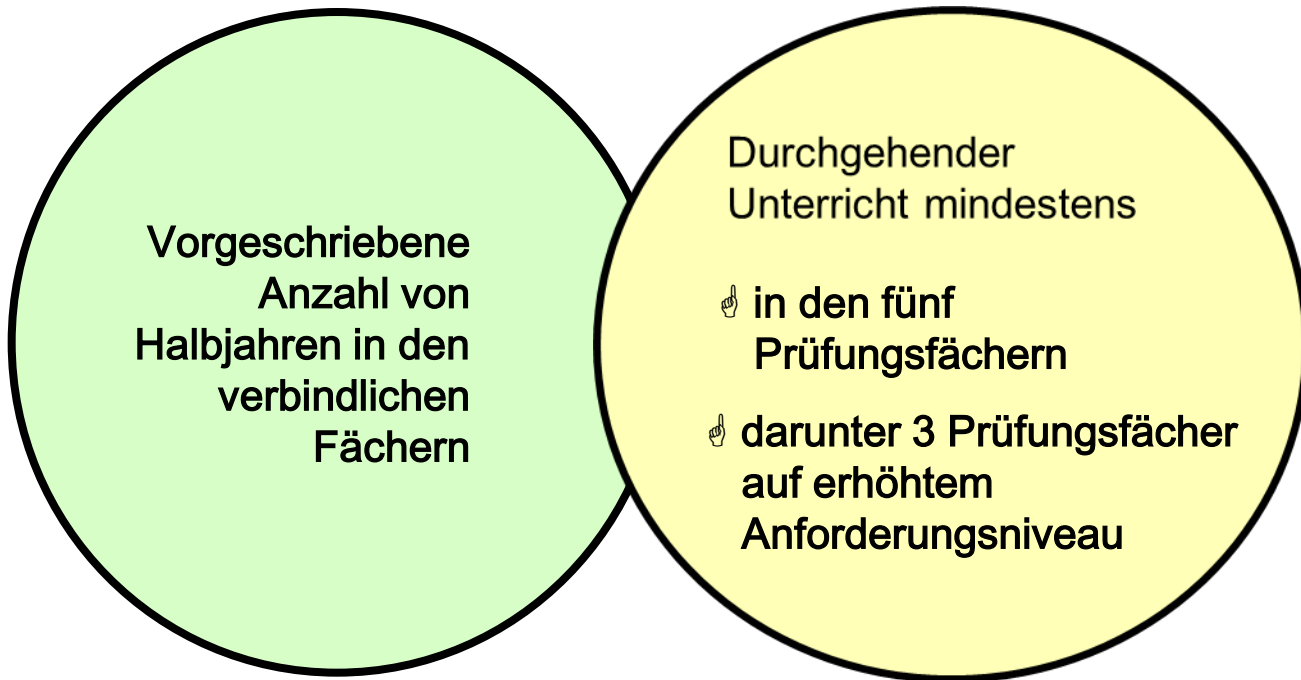 Vorgeschriebene
Anzahl von
Halbjahren in den
verbindlichen
Fächern
Durchgehender
Unterricht mindestens
☝ in den fünf
Prüfungsfächern
☝ darunter 3 Prüfungsfächer
auf erhöhtem
Anforderungsniveau